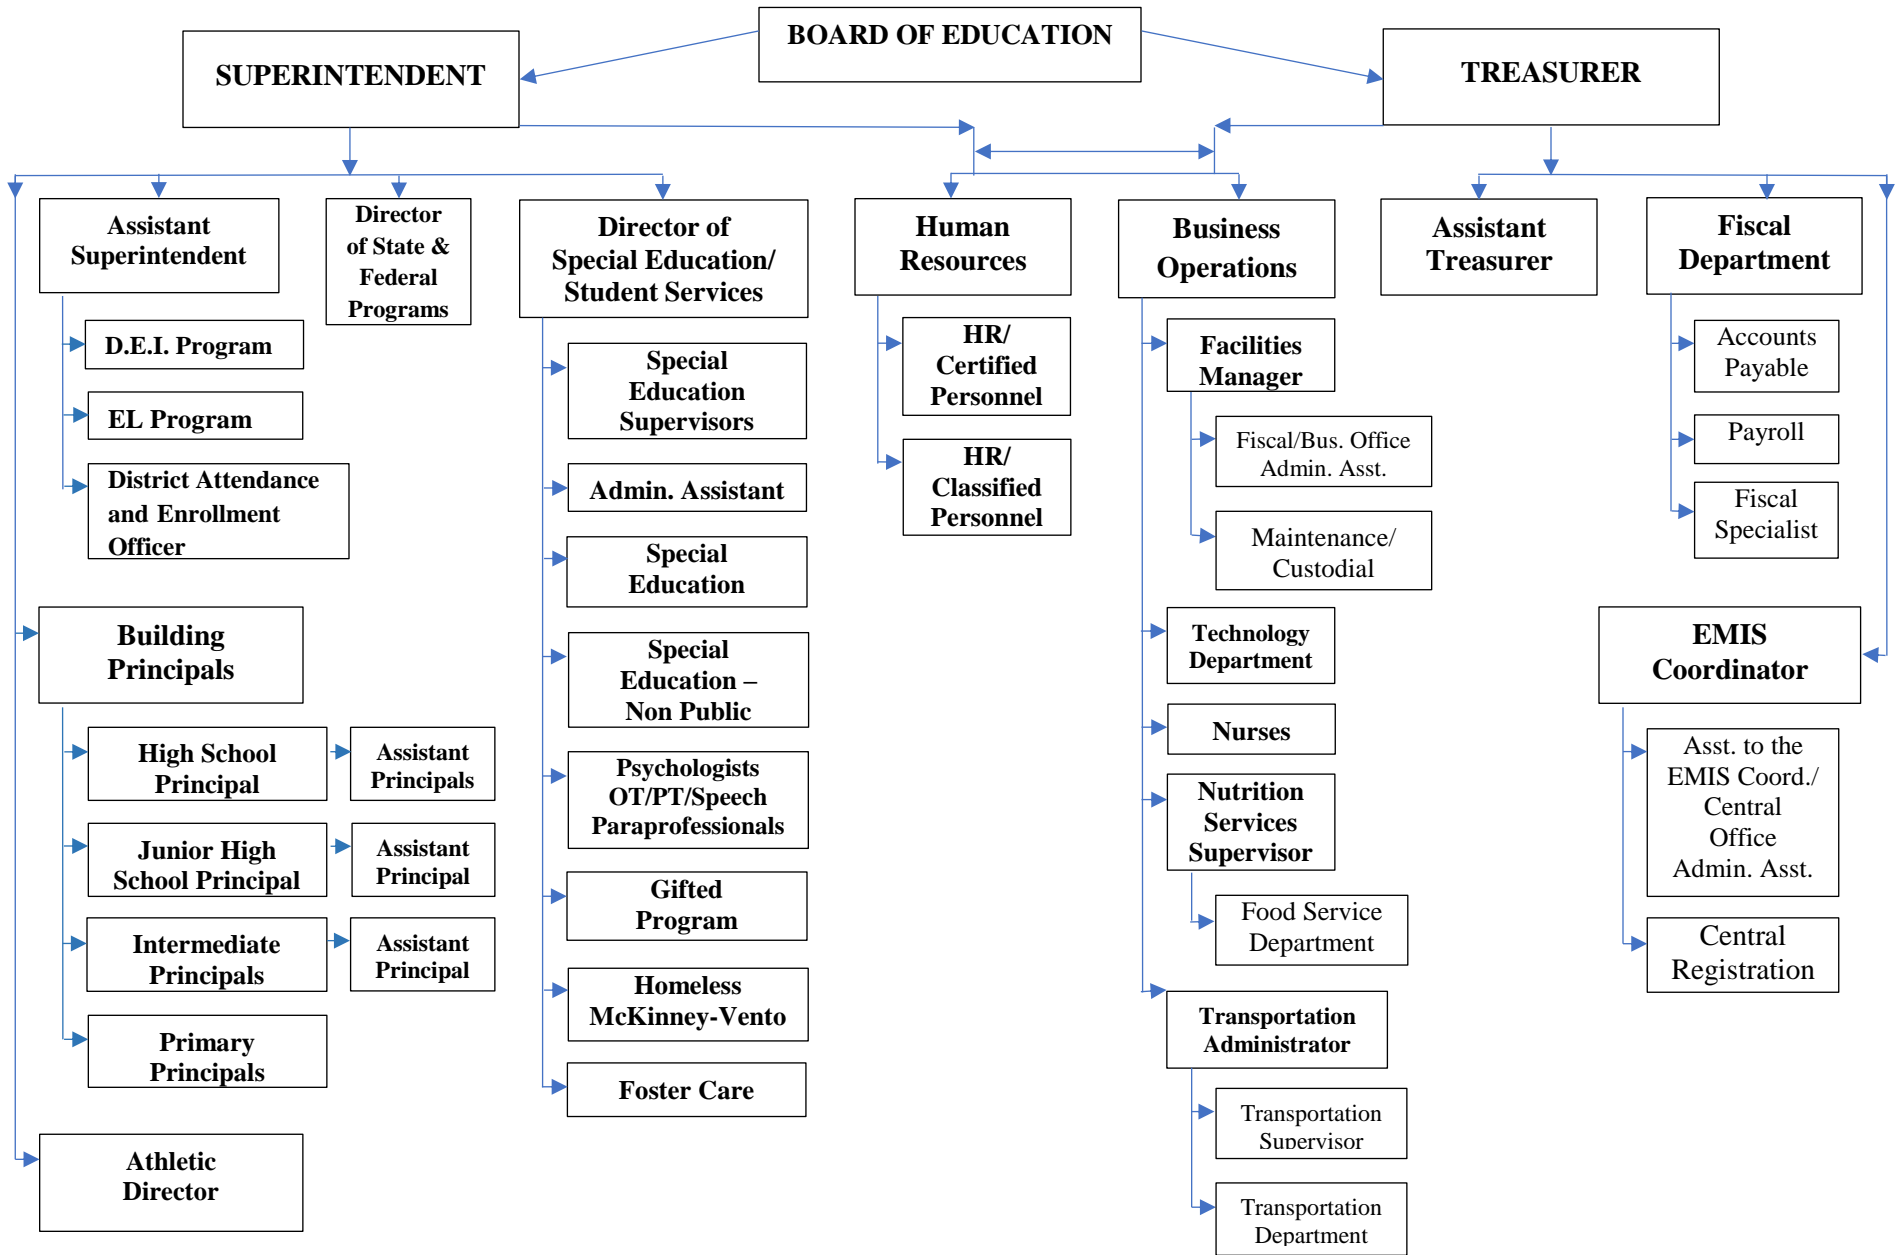 BOARD OF EDUCATION
SUPERINTENDENT
TREASURER
Assistant
Superintendent
D.E.I. Program
EL Program
District Attendance
and Enrollment
Officer
Director
of State &
Federal
Programs
Building
Principals
High School
Principal
Assistant
Principals
Junior High
School Principal
Assistant
Principal
Intermediate
Principals
Assistant
Principal
Primary
Principals
Athletic
Director
Director of
Special Education/
Student Services
Special
Education
Supervisors
Admin. Assistant
Special
Education
Special
Education –
Non Public
Psychologists
OT/PT/Speech
Paraprofessionals
Gifted
Program
Homeless
McKinney-Vento
Foster Care
Human
Resources
HR/
Certified
Personnel
HR/
Classified
Personnel
Business
Operations
Facilities
Manager
Fiscal/Bus. Office
Admin. Asst.
Maintenance/
Custodial
Technology
Department
Nurses
Nutrition
Services
Supervisor
Food Service
Department
Transportation
Administrator
Transportation
Supervisor
Transportation
Department
Assistant
Treasurer
Fiscal
Department
Accounts
Payable
Payroll
Fiscal
Specialist
EMIS
Coordinator
Asst. to the
EMIS Coord./
Central
Office
Admin. Asst.
Central
Registration